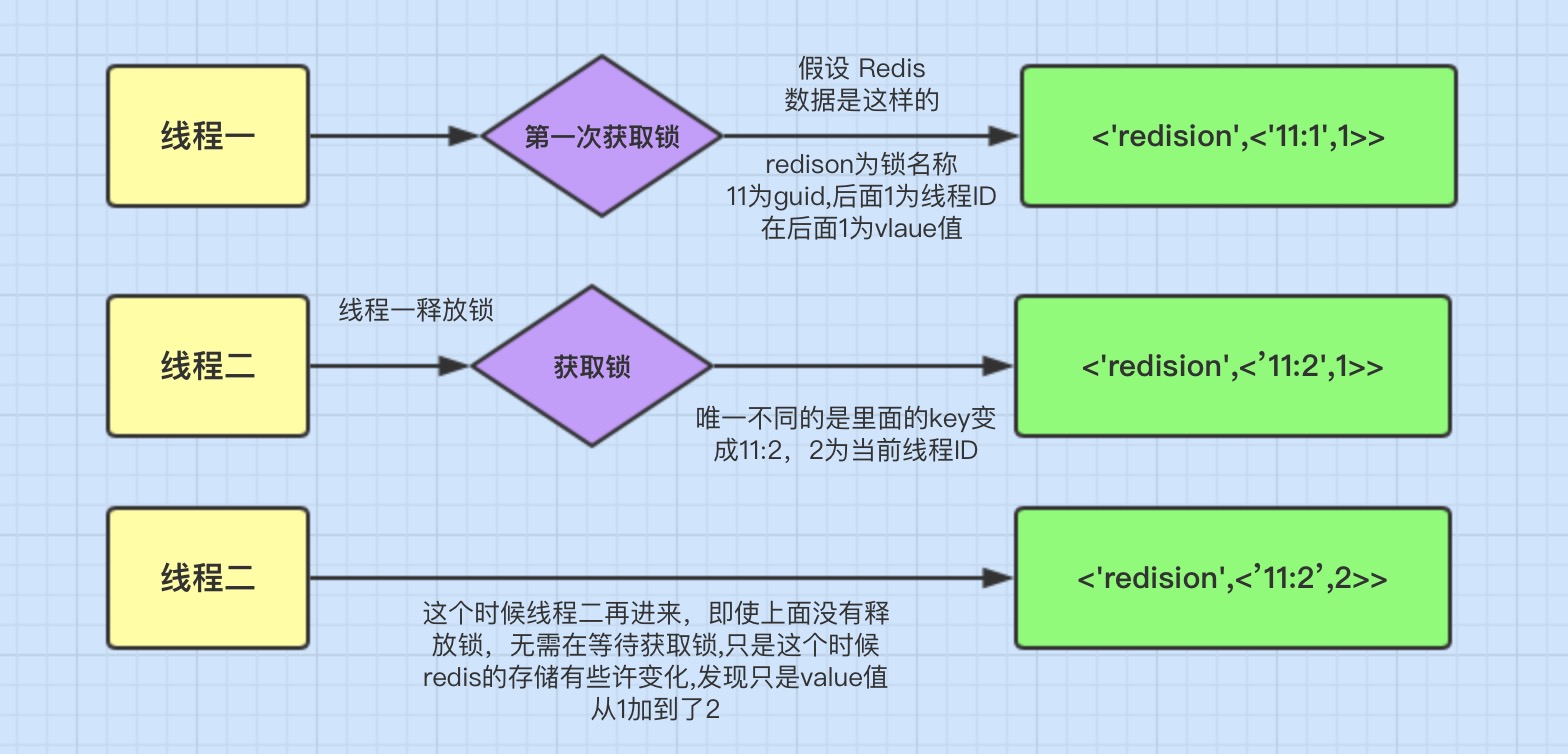 线程一
第一次获取锁
假设 Redis
数据是这样的
redison为锁名称
11为guid,后面1为线程ID
在后面1为vlaue值
<'redision',<'11:1',1>>
线程二
线程一释放锁
获取锁
唯一不同的是里面的key变
成11:2，2为当前线程ID
<'redision',<’11:2',1>>
线程二
这个时候线程二再进来，即使上面没有释
放锁，无需在等待获取锁,只是这个时候
redis的存储有些许变化,发现只是value值
从1加到了2
<'redision',<’11:2’,2>>